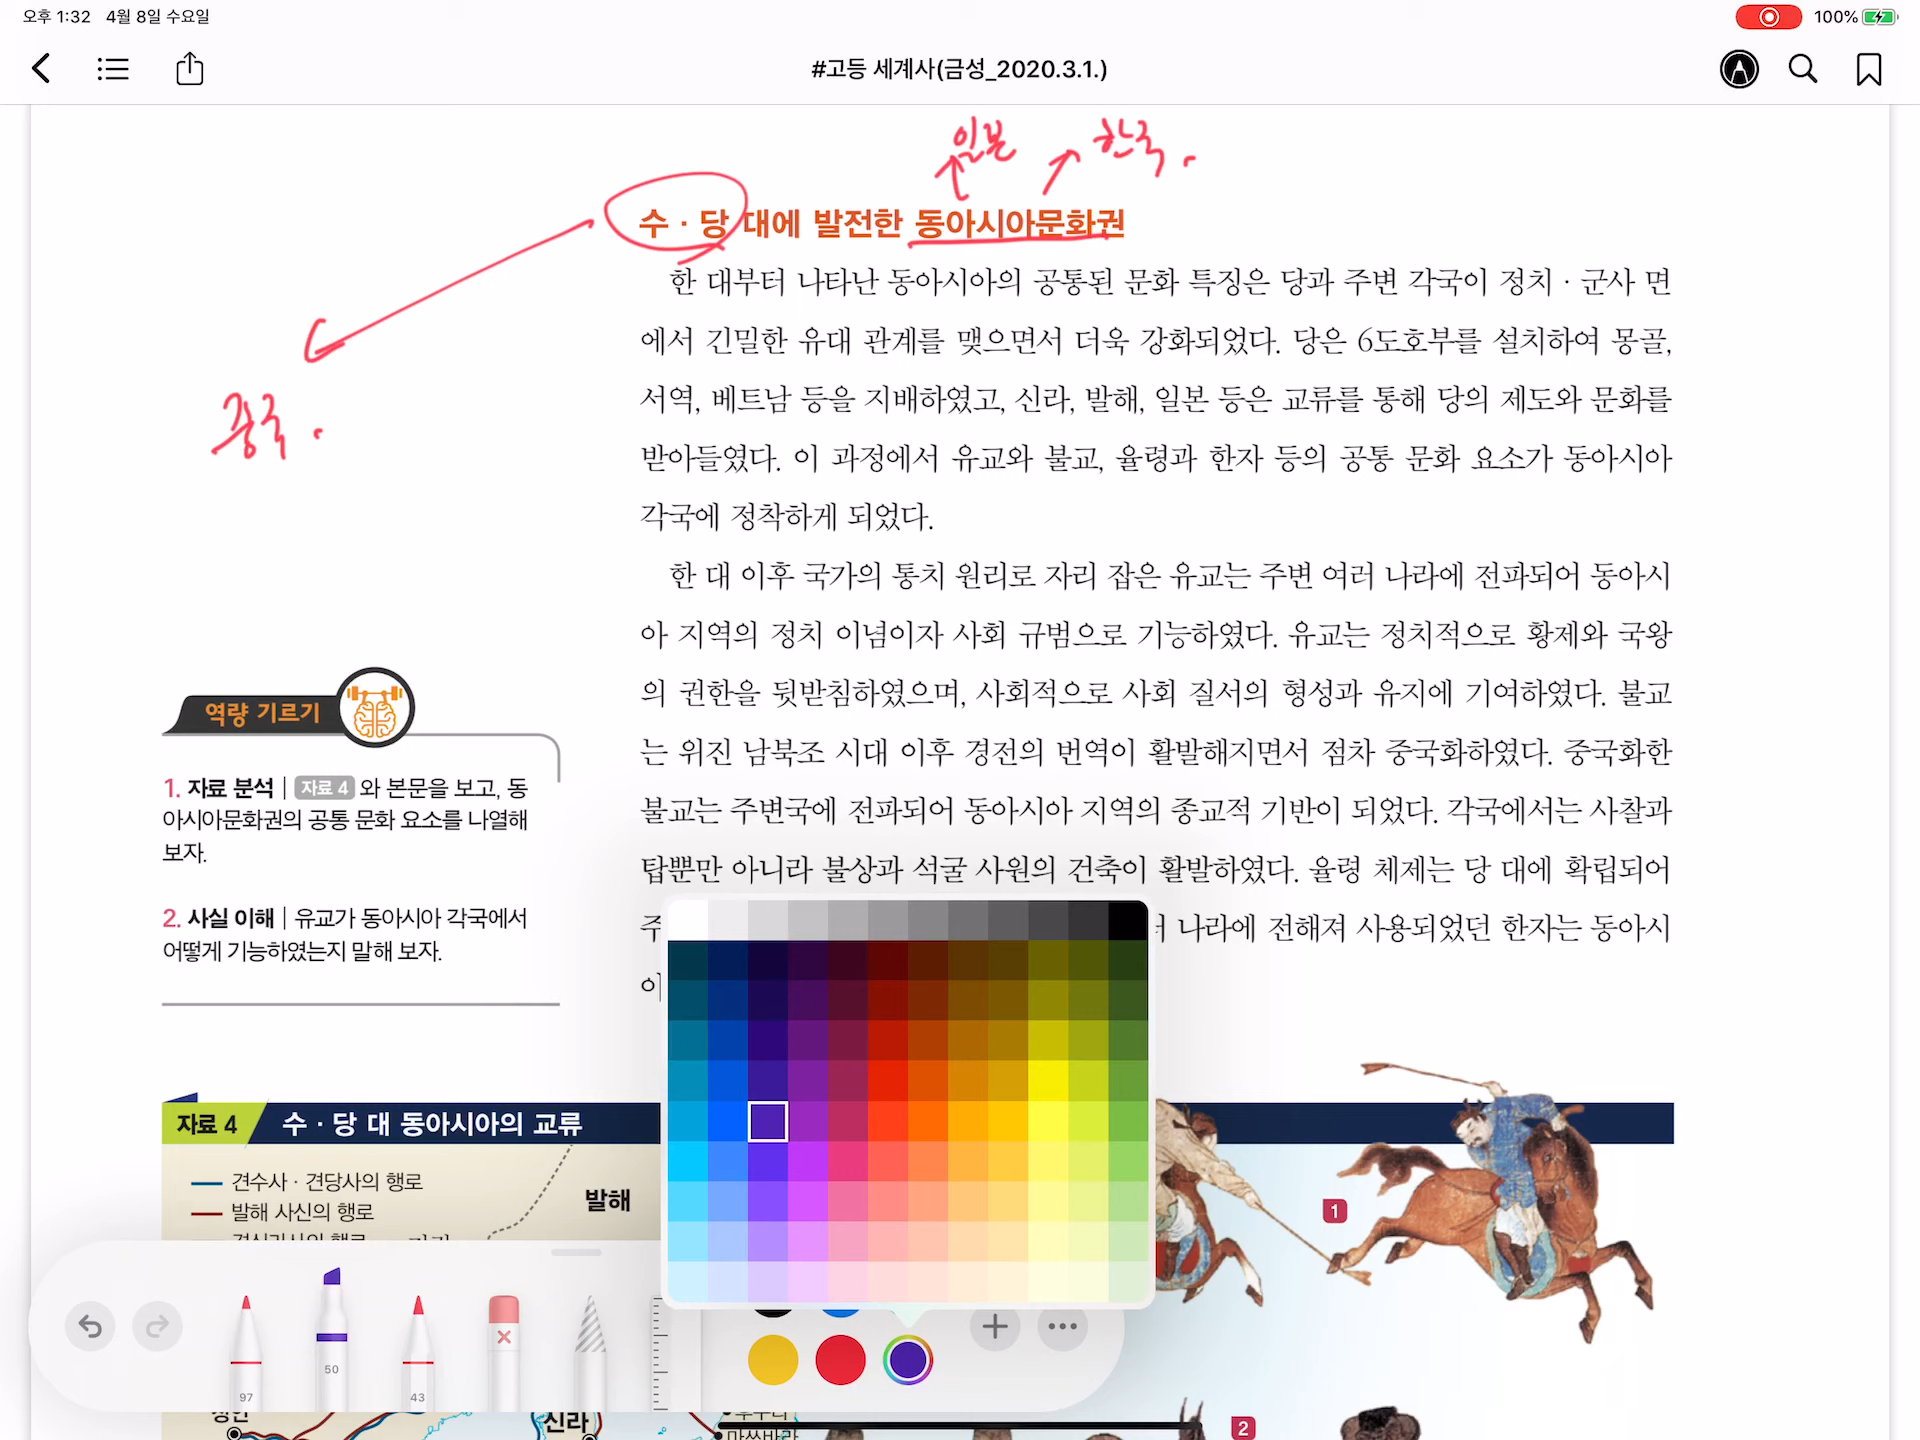 오후 1:32 4월 8일 수요일
100%
#고등 세계사(금성_2020.3.1.)
일본 한국.
수 · 당 대에 발전한 동아시아문화권
한 대부터 나타난 동아시아의 공통된 문화 특징은 당과 주변 각국이 정치 · 군사 면
에서 긴밀한 유대 관계를 맺으면서 더욱 강화되었다. 당은 6도호부를 설치하여 몽골,
서역, 베트남 등을 지배하였고, 신라, 발해, 일본 등은 교류를 통해 당의 제도와 문화를
받아들였다. 이 과정에서 유교와 불교, 율령과 한자 등의 공통 문화 요소가 동아시아
각국에 정착하게 되었다.
한 대 이후 국가의 통치 원리로 자리 잡은 유교는 주변 여러 나라에 전파되어 동아시
아 지역의 정치 이념이자 사회 규범으로 기능하였다. 유교는 정치적으로 황제와 국왕
의 권한을 뒷받침하였으며, 사회적으로 사회 질서의 형성과 유지에 기여하였다. 불교
는 위진 남북조 시대 이후 경전의 번역이 활발해지면서 점차 중국화하였다. 중국화한
불교는 주변국에 전파되어 동아시아 지역의 종교적 기반이 되었다. 각국에서는 사찰과
탑뿐만 아니라 불상과 석굴 사원의 건축이 활발하였다. 율령 체제는 당 대에 확립되어
주 나라에 전해져 사용되었던 한자는 동아시
중국.
역량 기르기
1. 자료 분석 | 자료 4 와 본문을 보고, 동
아시아문화권의 공통 문화 요소를 나열해
보자.
2. 사실 이해 | 유교가 동아시아 각국에서
어떻게 기능하였는지 말해 보자.
자료 4 수 · 당 대 동아시아의 교류
견수사 · 견당사의 행로
발해 사신의 행로
발해
신라
1
2
97
50
43